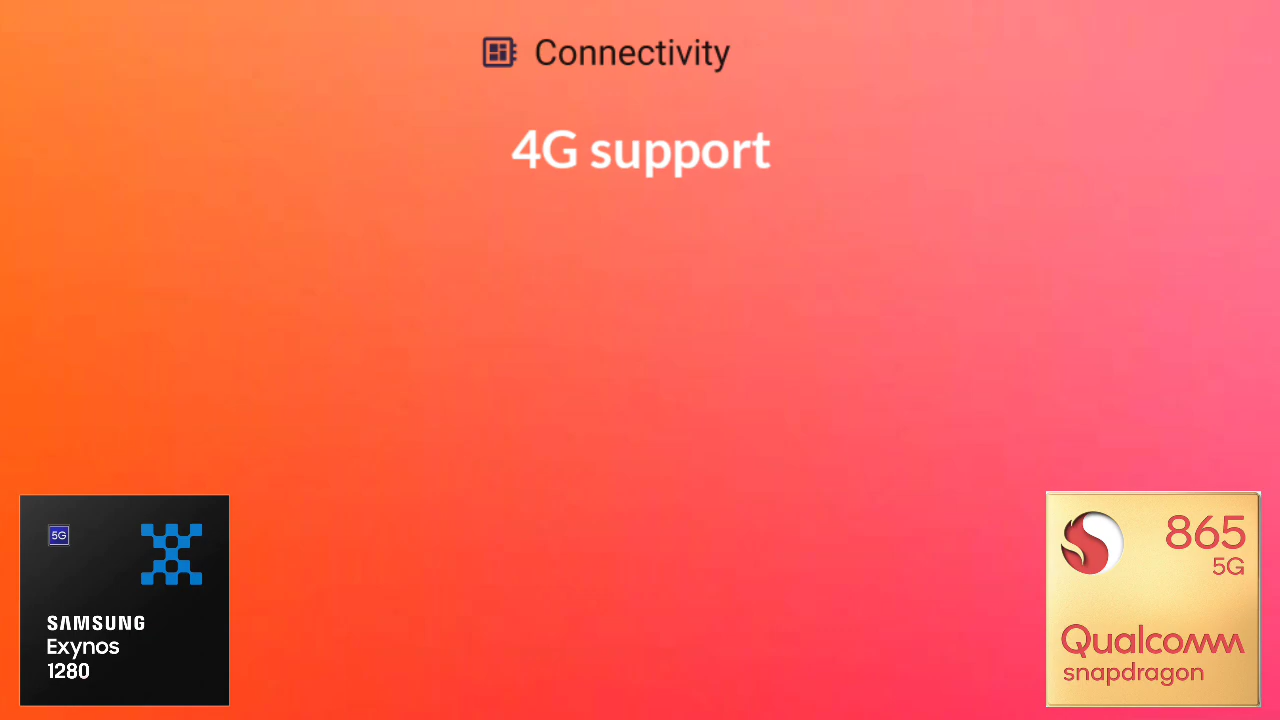 Connectivity
4G support
5G
SAMSUNG
Exynos
1280
865
5G
Qualcomm
snapdragon